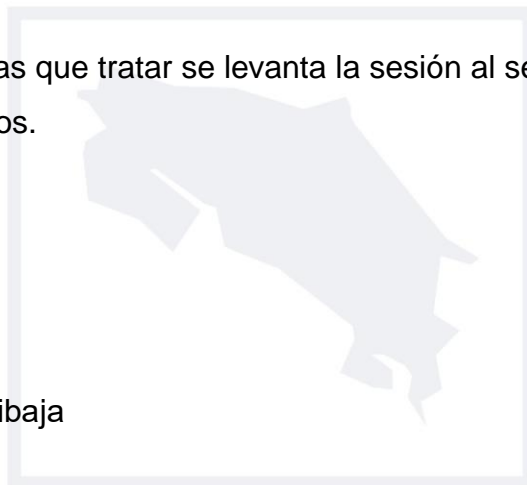 as que tratar se levanta la sesión al se
os.
ibaja